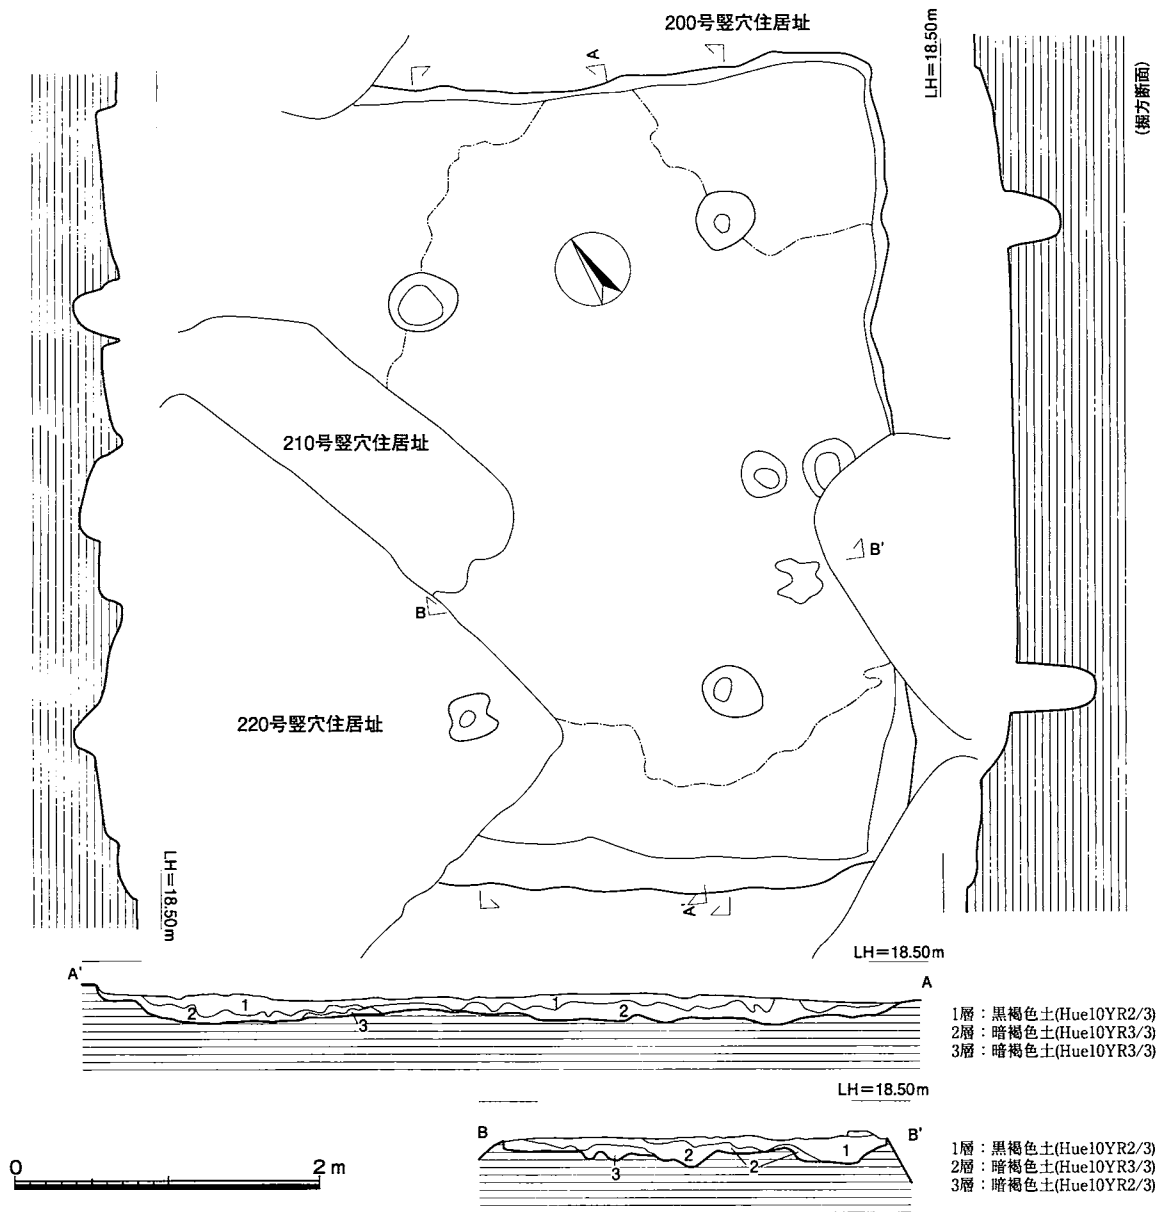 200号竪穴住居址
LH=18.50m
(掘方断面)
A
210号竪穴住居址
B'
B
220号竪穴住居址
LH=18.50m
A'
LH=18.50m
A'
A
1
1
2
2
3
1層：黒褐色土(Hue10YR2/3)
2層：暗褐色土(Hue10YR3/3)
3層：暗褐色土(Hue10YR3/3)
LH=18.50m
B
B'
1
2
2
3
1層：黒褐色土(Hue10YR2/3)
2層：暗褐色土(Hue10YR3/3)
3層：暗褐色土(Hue10YR2/3)
0
2 m